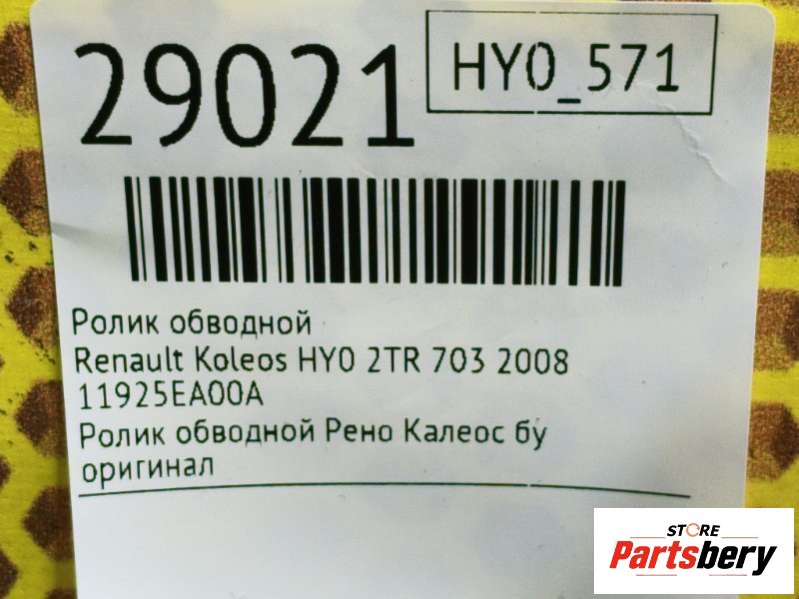 29021
HY0_571
Ролик обводной
Renault Koleos HY0 2TR 703 2008
11925EA00A
Ролик обводной Рено Калеос бу
оригинал
STORE
Partsbery